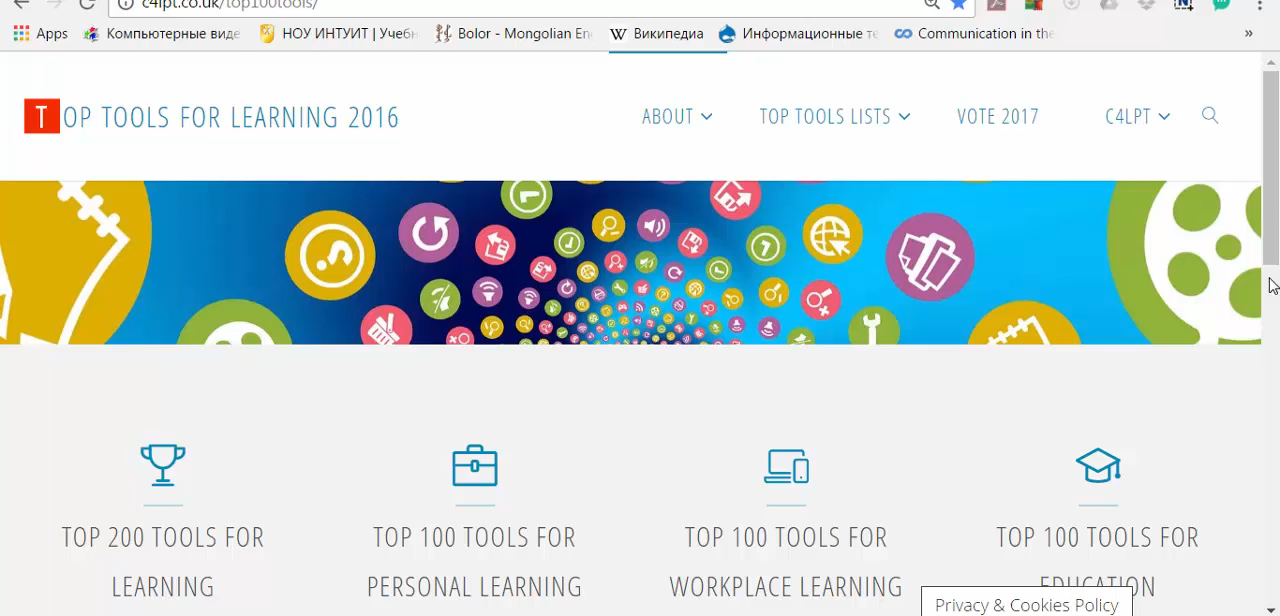 c4lpt.co.uk/top100tools/
Apps Компьютерные виде НОУ ИНТУИТ | Учебн Bolor - Mongolian En Википедиа Информационные те Communication in the »
TOP TOOLS FOR LEARNING 2016 ABOUT TOP TOOLS LISTS VOTE 2017 C4LPT
TOP 200 TOOLS FOR
LEARNING
TOP 100 TOOLS FOR
PERSONAL LEARNING
TOP 100 TOOLS FOR
WORKPLACE LEARNING
TOP 100 TOOLS FOR
EDUCATION
Privacy & Cookies Policy